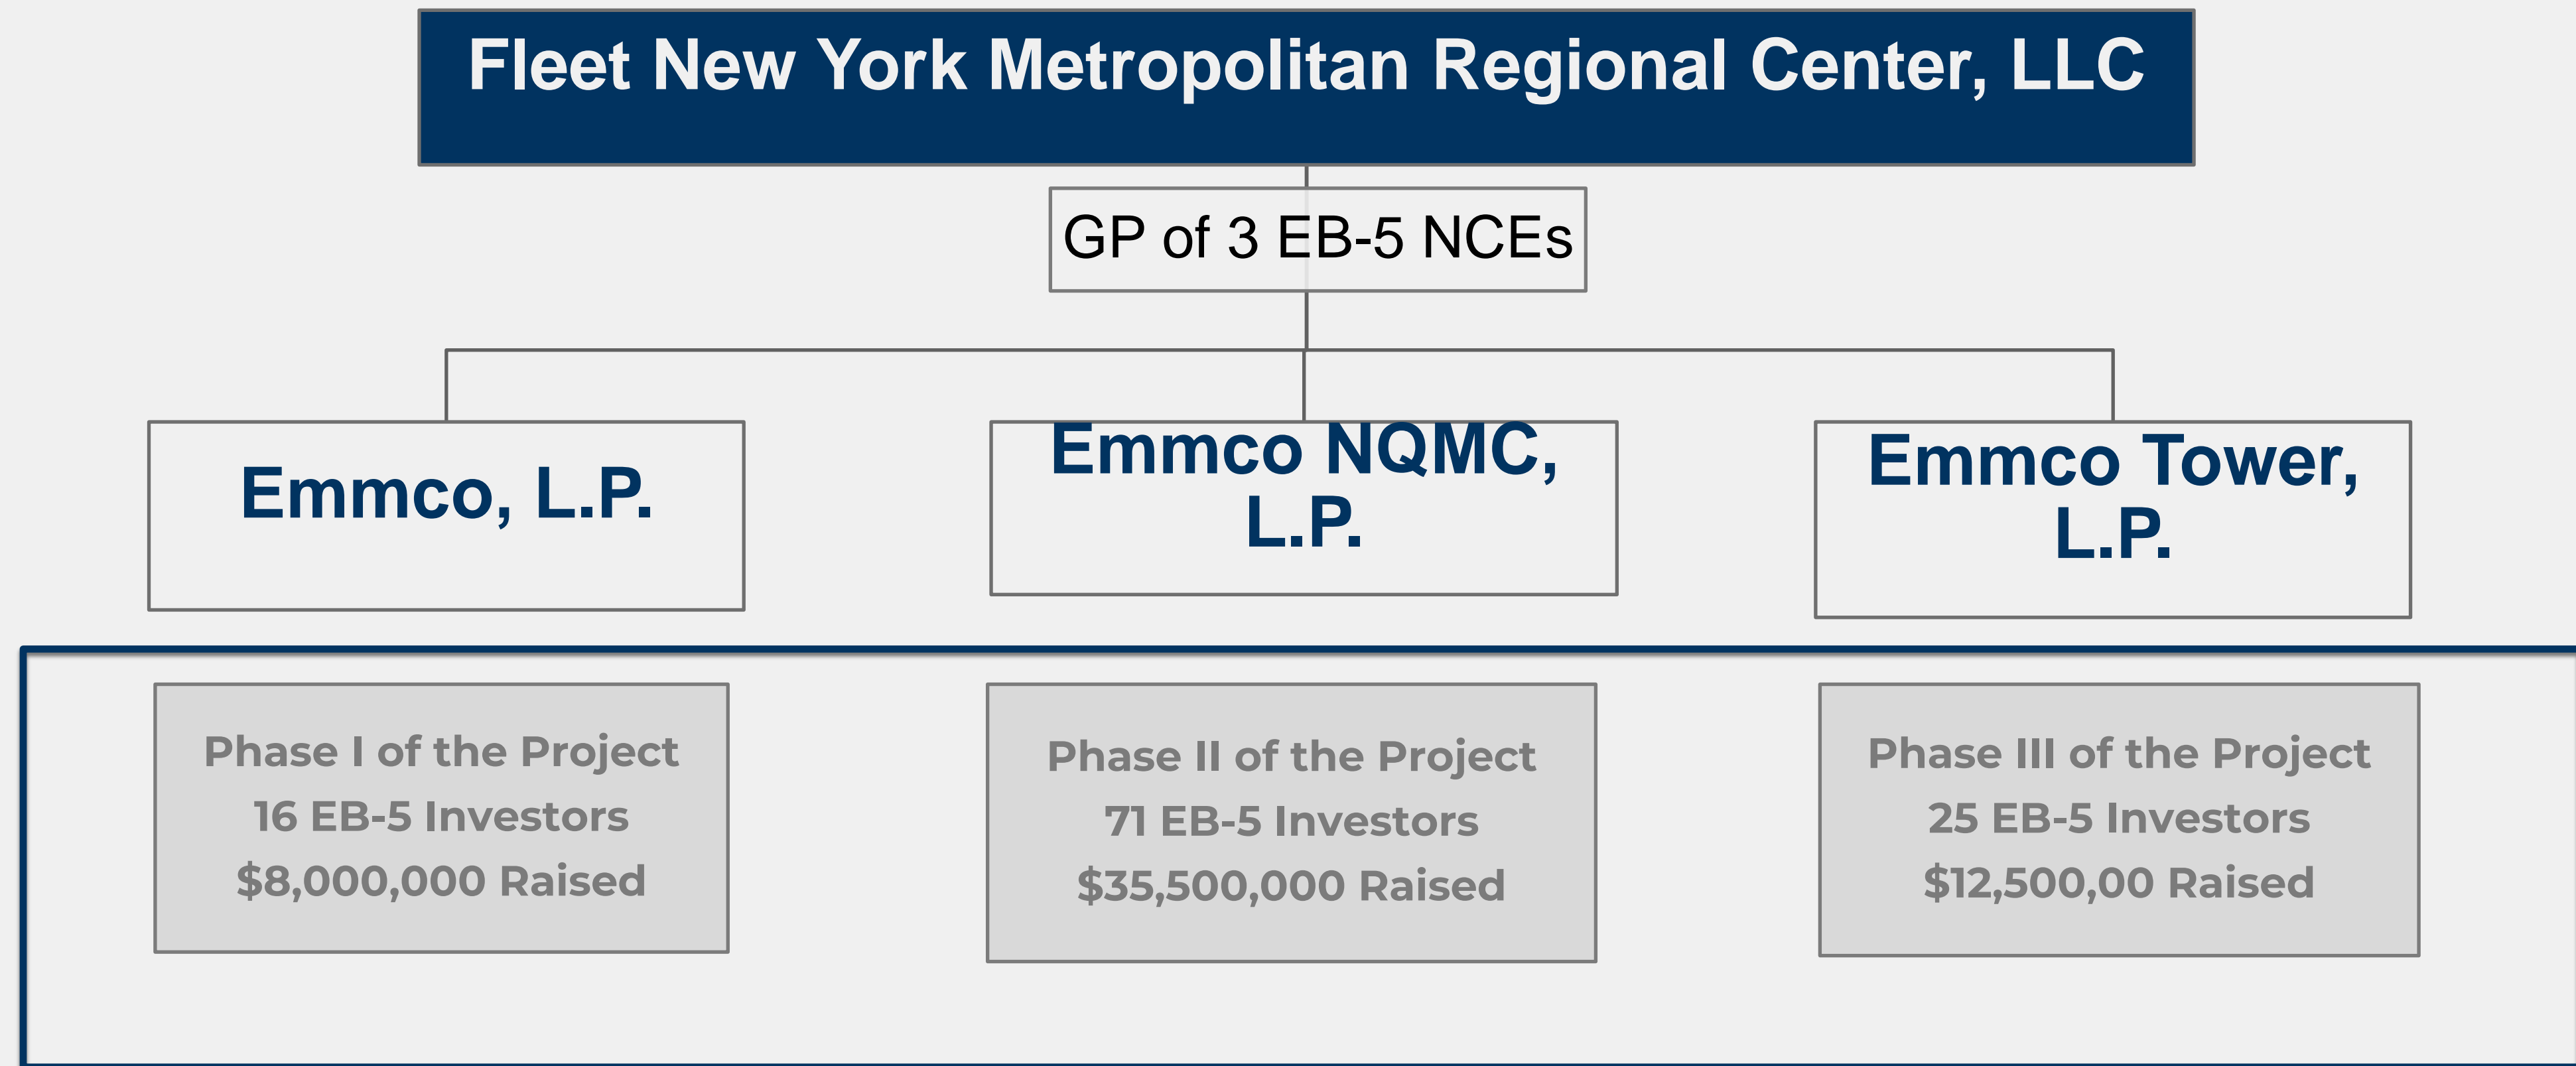 Fleet New York Metropolitan Regional Center, LLC
GP of 3 EB-5 NCEs
Emmco, L.P.
Emmco NQMC,
L.P.
Emmco Tower,
L.P.
Phase I of the Project
16 EB-5 Investors
$8,000,000 Raised
Phase II of the Project
71 EB-5 Investors
$35,500,000 Raised
Phase III of the Project
25 EB-5 Investors
$12,500,00 Raised